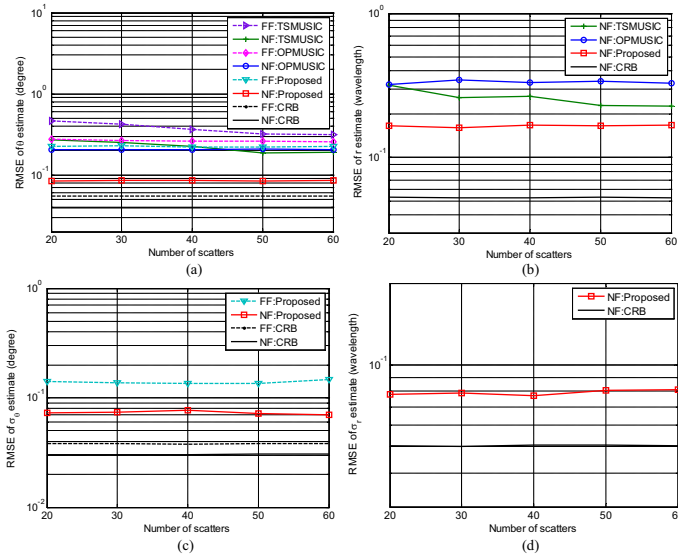 10^1
10^0
10^-1
RMSE of θ estimate (degree)
FF:TSMUSIC
NF:TSMUSIC
FF:OPMUSIC
NF:OPMUSIC
FF:Proposed
NF:Proposed
FF:CRB
NF:CRB
20 30 40 50 60
Number of scatters
(a)
10^0
10^-1
RMSE of r estimate (wavelength)
NF:TSMUSIC
NF:OPMUSIC
NF:Proposed
NF:CRB
20 30 40 50 60
Number of scatters
(b)
10^0
10^-1
10^-2
RMSE of σ_θ estimate (degree)
FF:Proposed
NF:Proposed
FF:CRB
NF:CRB
20 30 40 50 60
Number of scatters
(c)
10^-1
RMSE of σ_r estimate (wavelength)
NF:Proposed
NF:CRB
20 30 40 50 60
Number of scatters
(d)